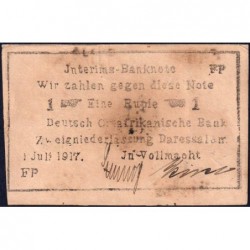 Interims-Banknote FP
Wir zahlen gegen diese Note
1 Eine Rupie 1
Deutsch Ostafrikanische Bank
Zweigniederlassung Daressalam
1 Juli 1917. In Vollmacht
FP